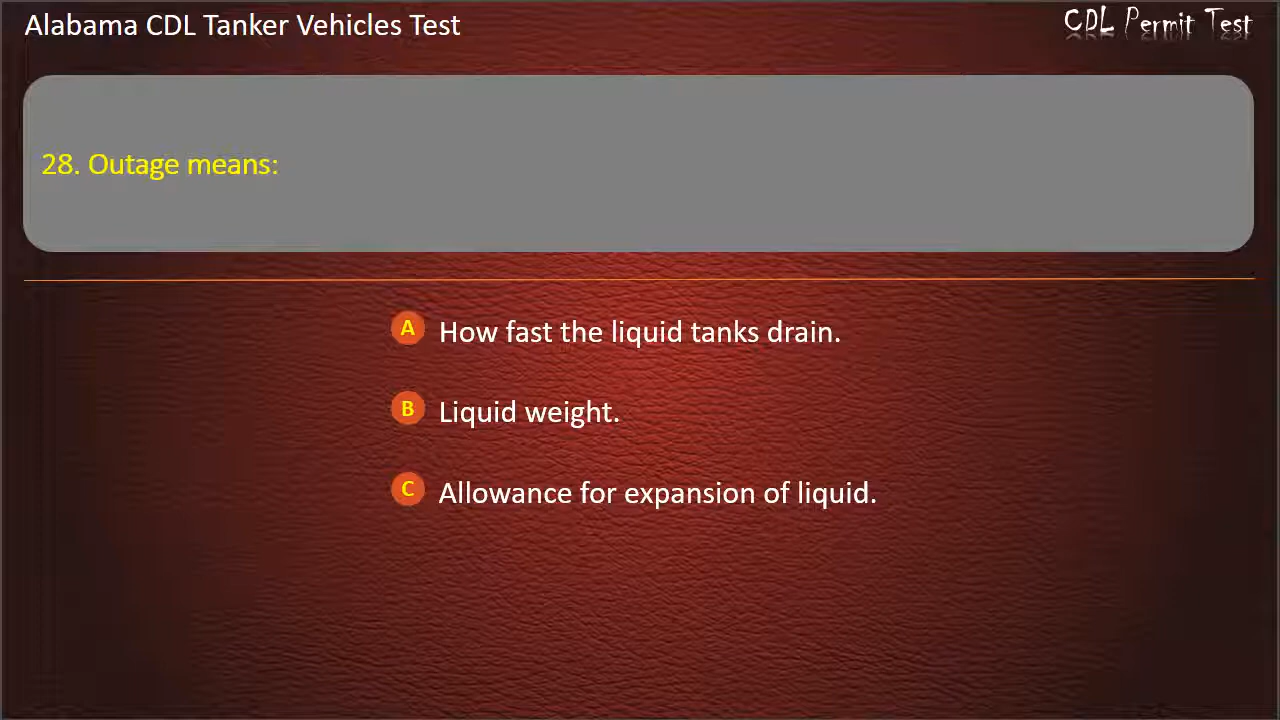 Alabama CDL Tanker Vehicles Test
CDL Permit Test
28. Outage means:
A How fast the liquid tanks drain.
B Liquid weight.
C Allowance for expansion of liquid.